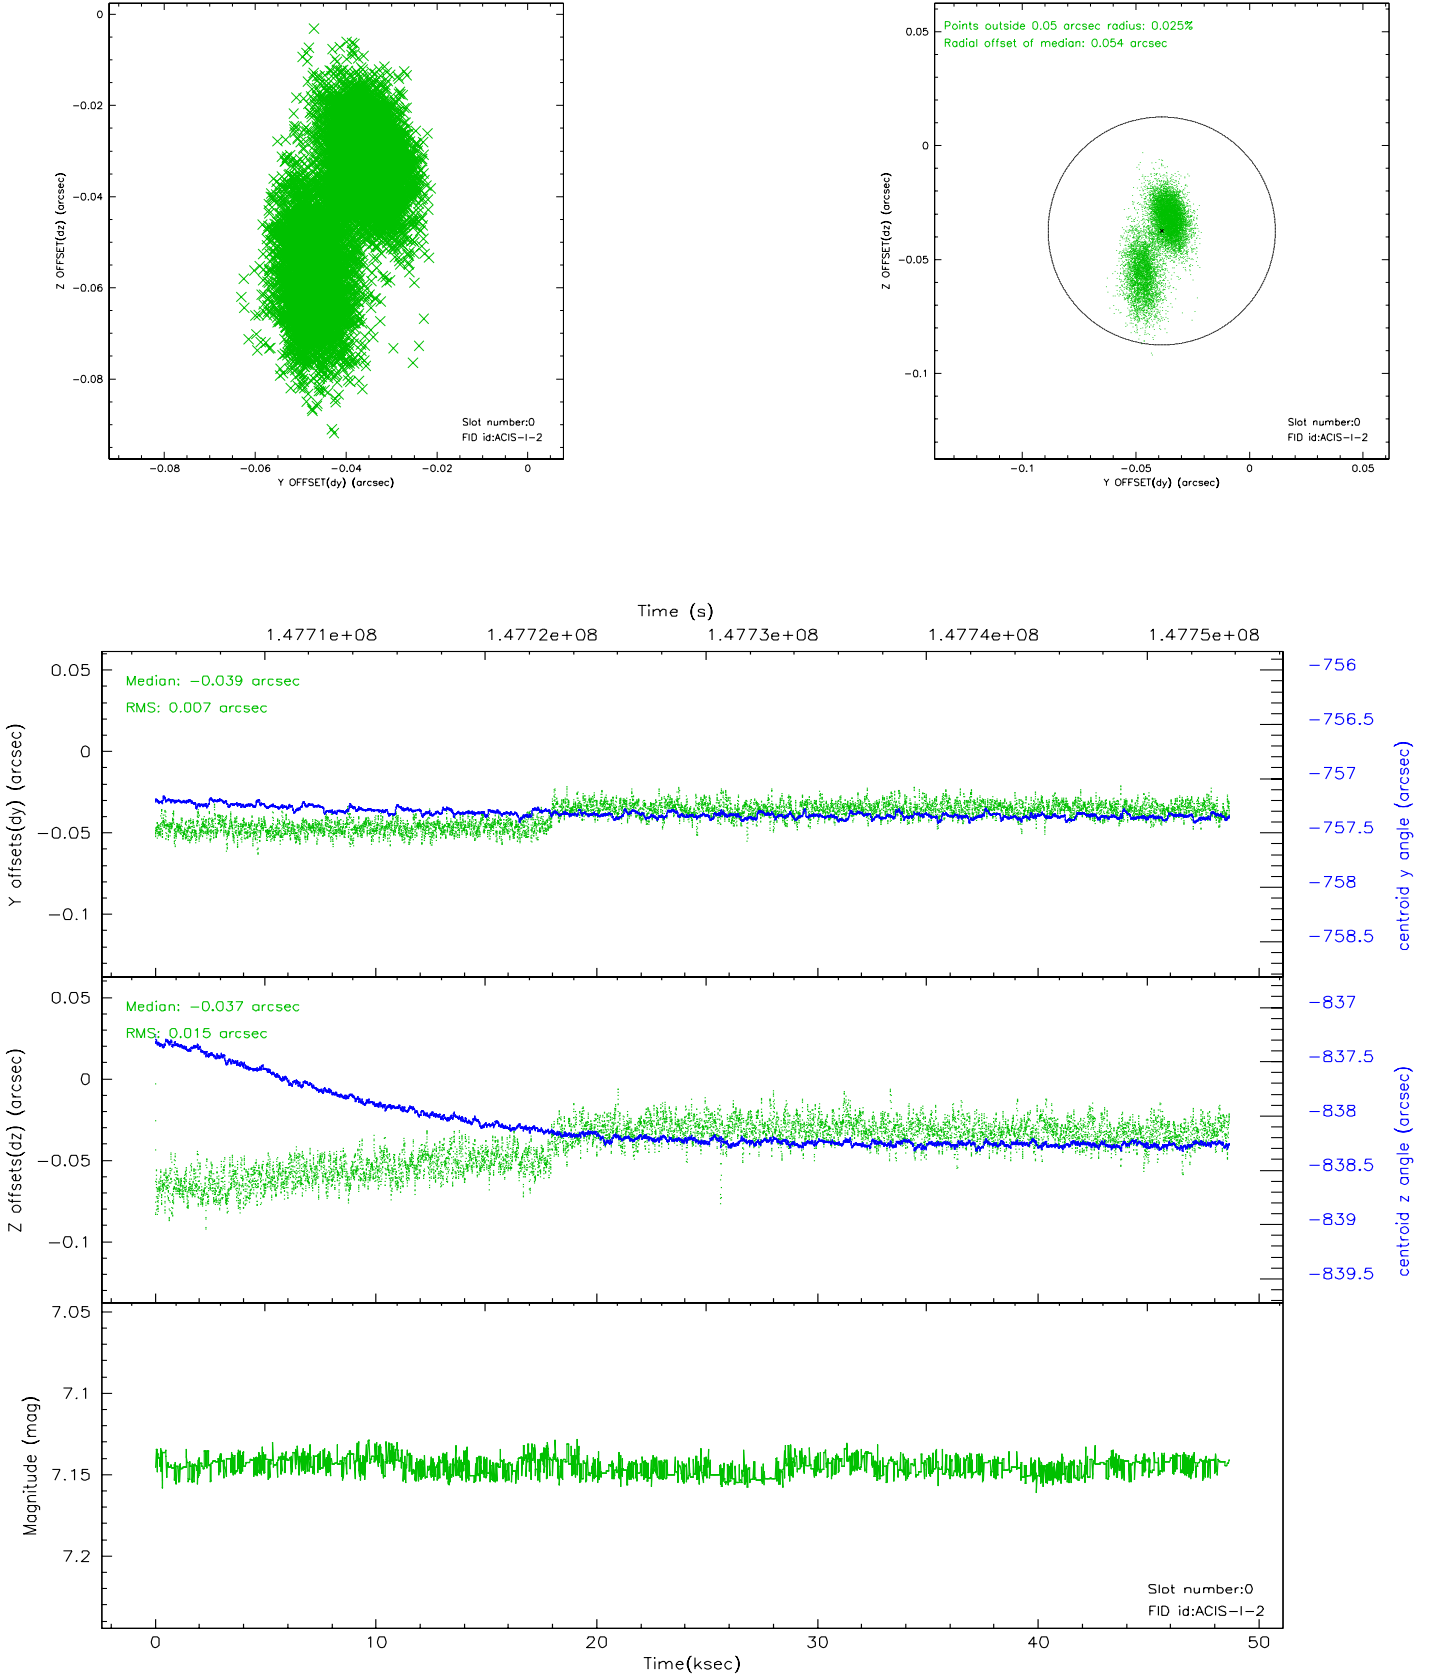 0
-0.02
-0.04
-0.06
-0.08
Z OFFSET(dz) (arcsec)
Slot number:0
FID id:ACIS-I-2
-0.08 -0.06 -0.04 -0.02 0
Y OFFSET(dy) (arcsec)
Points outside 0.05 arcsec radius: 0.025%
Radial offset of median: 0.054 arcsec
0.05
0
-0.05
-0.1
Z OFFSET(dz) (arcsec)
Slot number:0
FID id:ACIS-I-2
-0.1 -0.05 0 0.05
Y OFFSET(dy) (arcsec)
Time (s)
1.4771e+08 1.4772e+08 1.4773e+08 1.4774e+08 1.4775e+08
Median: -0.039 arcsec
RMS: 0.007 arcsec
0.05
0
-0.05
-0.1
Y offsets(dy) (arcsec)
-756
-756.5
-757
-757.5
-758
-758.5
centroid y angle (arcsec)
Median: -0.037 arcsec
RMS: 0.015 arcsec
0.05
0
-0.05
-0.1
Z offsets(dz) (arcsec)
-837
-837.5
-838
-838.5
-839
-839.5
centroid z angle (arcsec)
7.05
7.1
7.15
7.2
Magnitude (mag)
Slot number:0
FID id:ACIS-I-2
0 10 20 30 40 50
Time(ksec)